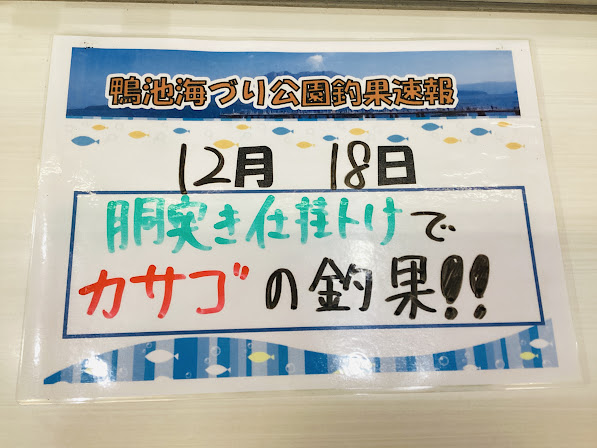 鴨池海づり公園釣果速報
12月 18日
胴突き仕掛けで
カサゴの釣果!!